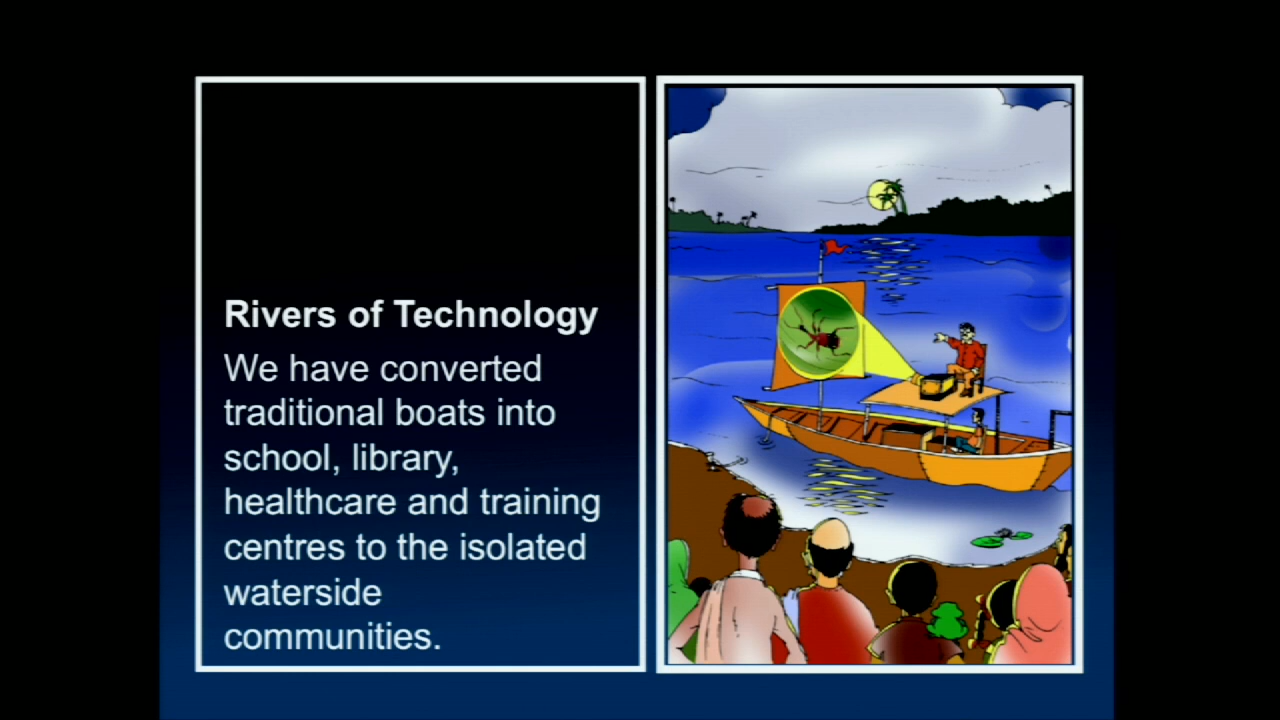 Rivers of Technology
We have converted
traditional boats into
school, library,
healthcare and training
centres to the isolated
waterside
communities.